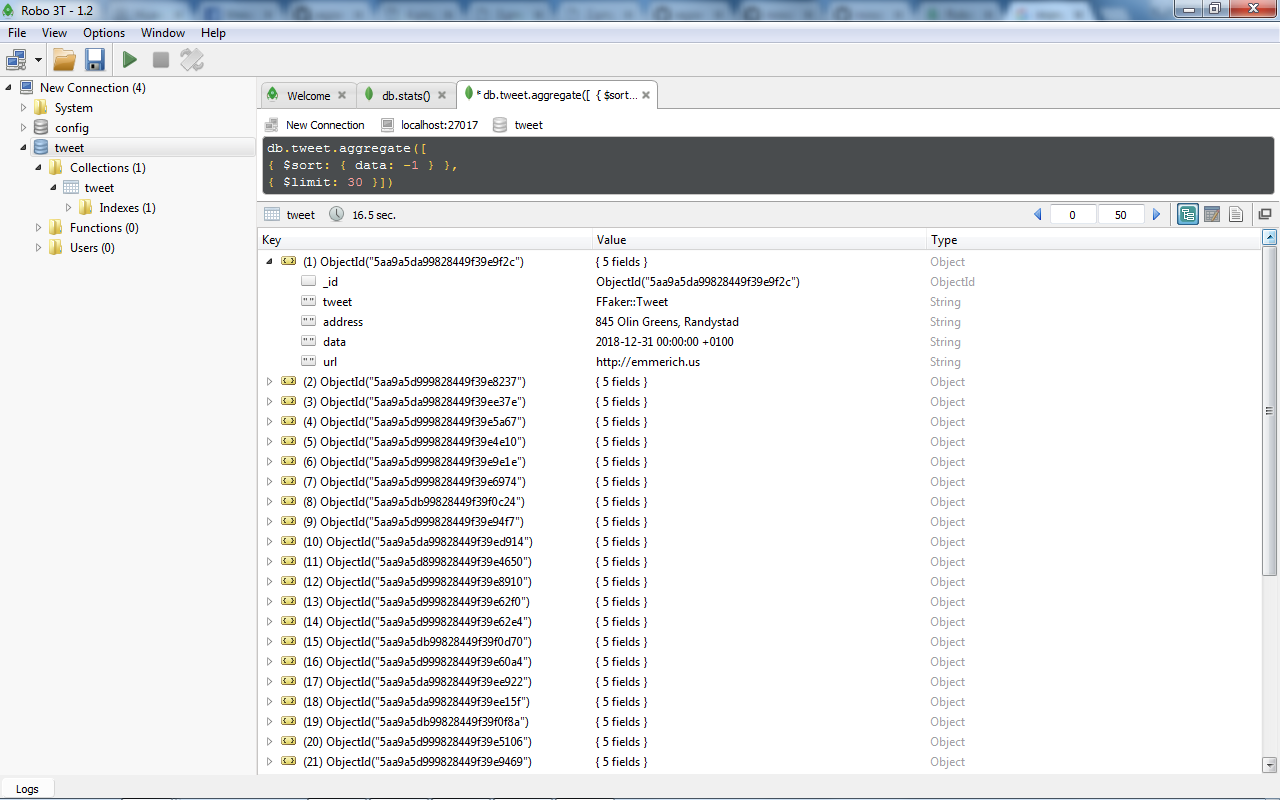 Robo 3T - 1.2
File View Options Window Help
New Connection (4)
System
config
tweet
Collections (1)
tweet
Indexes (1)
Functions (0)
Users (0)
Welcome db.stats() * db.tweet.aggregate([ { $sort...
New Connection localhost:27017 tweet
db.tweet.aggregate([
{ $sort: { data: -1 } },
{ $limit: 30 }])
tweet 16.5 sec. 0 50
Key Value Type
(1) ObjectId("5aa9a5da99828449f39e9f2c") { 5 fields } Object
_id ObjectId("5aa9a5da99828449f39e9f2c") ObjectId
tweet FFaker::Tweet String
address 845 Olin Greens, Randystad String
data 2018-12-31 00:00:00 +0100 String
url http://emmerich.us String
(2) ObjectId("5aa9a5d999828449f39e8237") { 5 fields } Object
(3) ObjectId("5aa9a5da99828449f39ee37e") { 5 fields } Object
(4) ObjectId("5aa9a5d999828449f39e5a67") { 5 fields } Object
(5) ObjectId("5aa9a5d999828449f39e4e10") { 5 fields } Object
(6) ObjectId("5aa9a5d999828449f39e9e1e") { 5 fields } Object
(7) ObjectId("5aa9a5d999828449f39e6974") { 5 fields } Object
(8) ObjectId("5aa9a5db99828449f39f0c24") { 5 fields } Object
(9) ObjectId("5aa9a5d999828449f39e94f7") { 5 fields } Object
(10) ObjectId("5aa9a5da99828449f39ed914") { 5 fields } Object
(11) ObjectId("5aa9a5d899828449f39e4650") { 5 fields } Object
(12) ObjectId("5aa9a5d999828449f39e8910") { 5 fields } Object
(13) ObjectId("5aa9a5d999828449f39e62f0") { 5 fields } Object
(14) ObjectId("5aa9a5d999828449f39e62e4") { 5 fields } Object
(15) ObjectId("5aa9a5db99828449f39f0d70") { 5 fields } Object
(16) ObjectId("5aa9a5d999828449f39e60a4") { 5 fields } Object
(17) ObjectId("5aa9a5da99828449f39ee922") { 5 fields } Object
(18) ObjectId("5aa9a5da99828449f39ee15f") { 5 fields } Object
(19) ObjectId("5aa9a5db99828449f39f0f8a") { 5 fields } Object
(20) ObjectId("5aa9a5d999828449f39e5106") { 5 fields } Object
(21) ObjectId("5aa9a5d999828449f39e9469") { 5 fields } Object
Logs